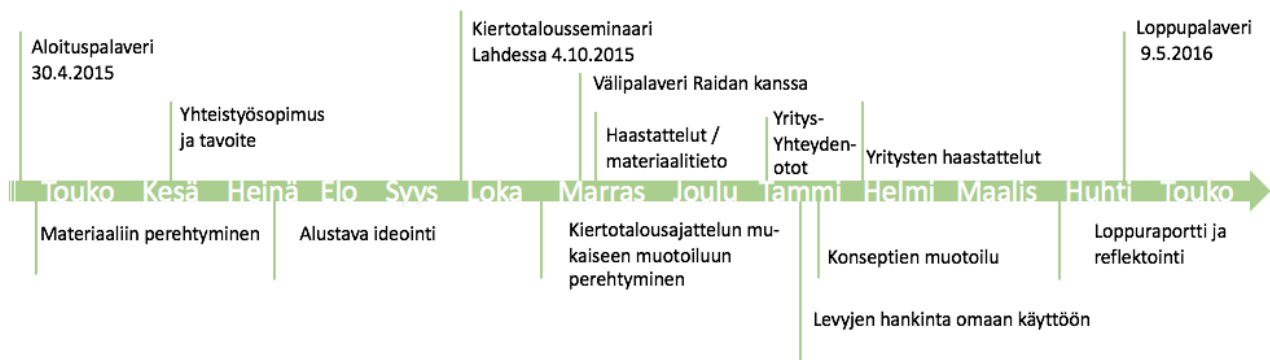 Aloituspalaveri
30.4.2015
Yhteistyösopimus
ja tavoite
Kiertotalousseminaari
Lahdessa 4.10.2015
Välipalaveri Raidan kanssa
Haastattelut /
materiaalitieto
Yritys-
Yhteyden-
otot
Yritysten haastattelut
Loppupalaveri
9.5.2016
Touko Kesä Heinä Elo Syys Loka Marras Joulu Tammi Helmi Maalis Huhti Touko
Materiaaliin perehtyminen
Alustava ideointi
Kiertotalousajattelun mu-
kaiseen muotoiluun
perehtyminen
Konseptien muotoilu
Levyjen hankinta omaan käyttöön
Loppuraportti ja
reflektointi